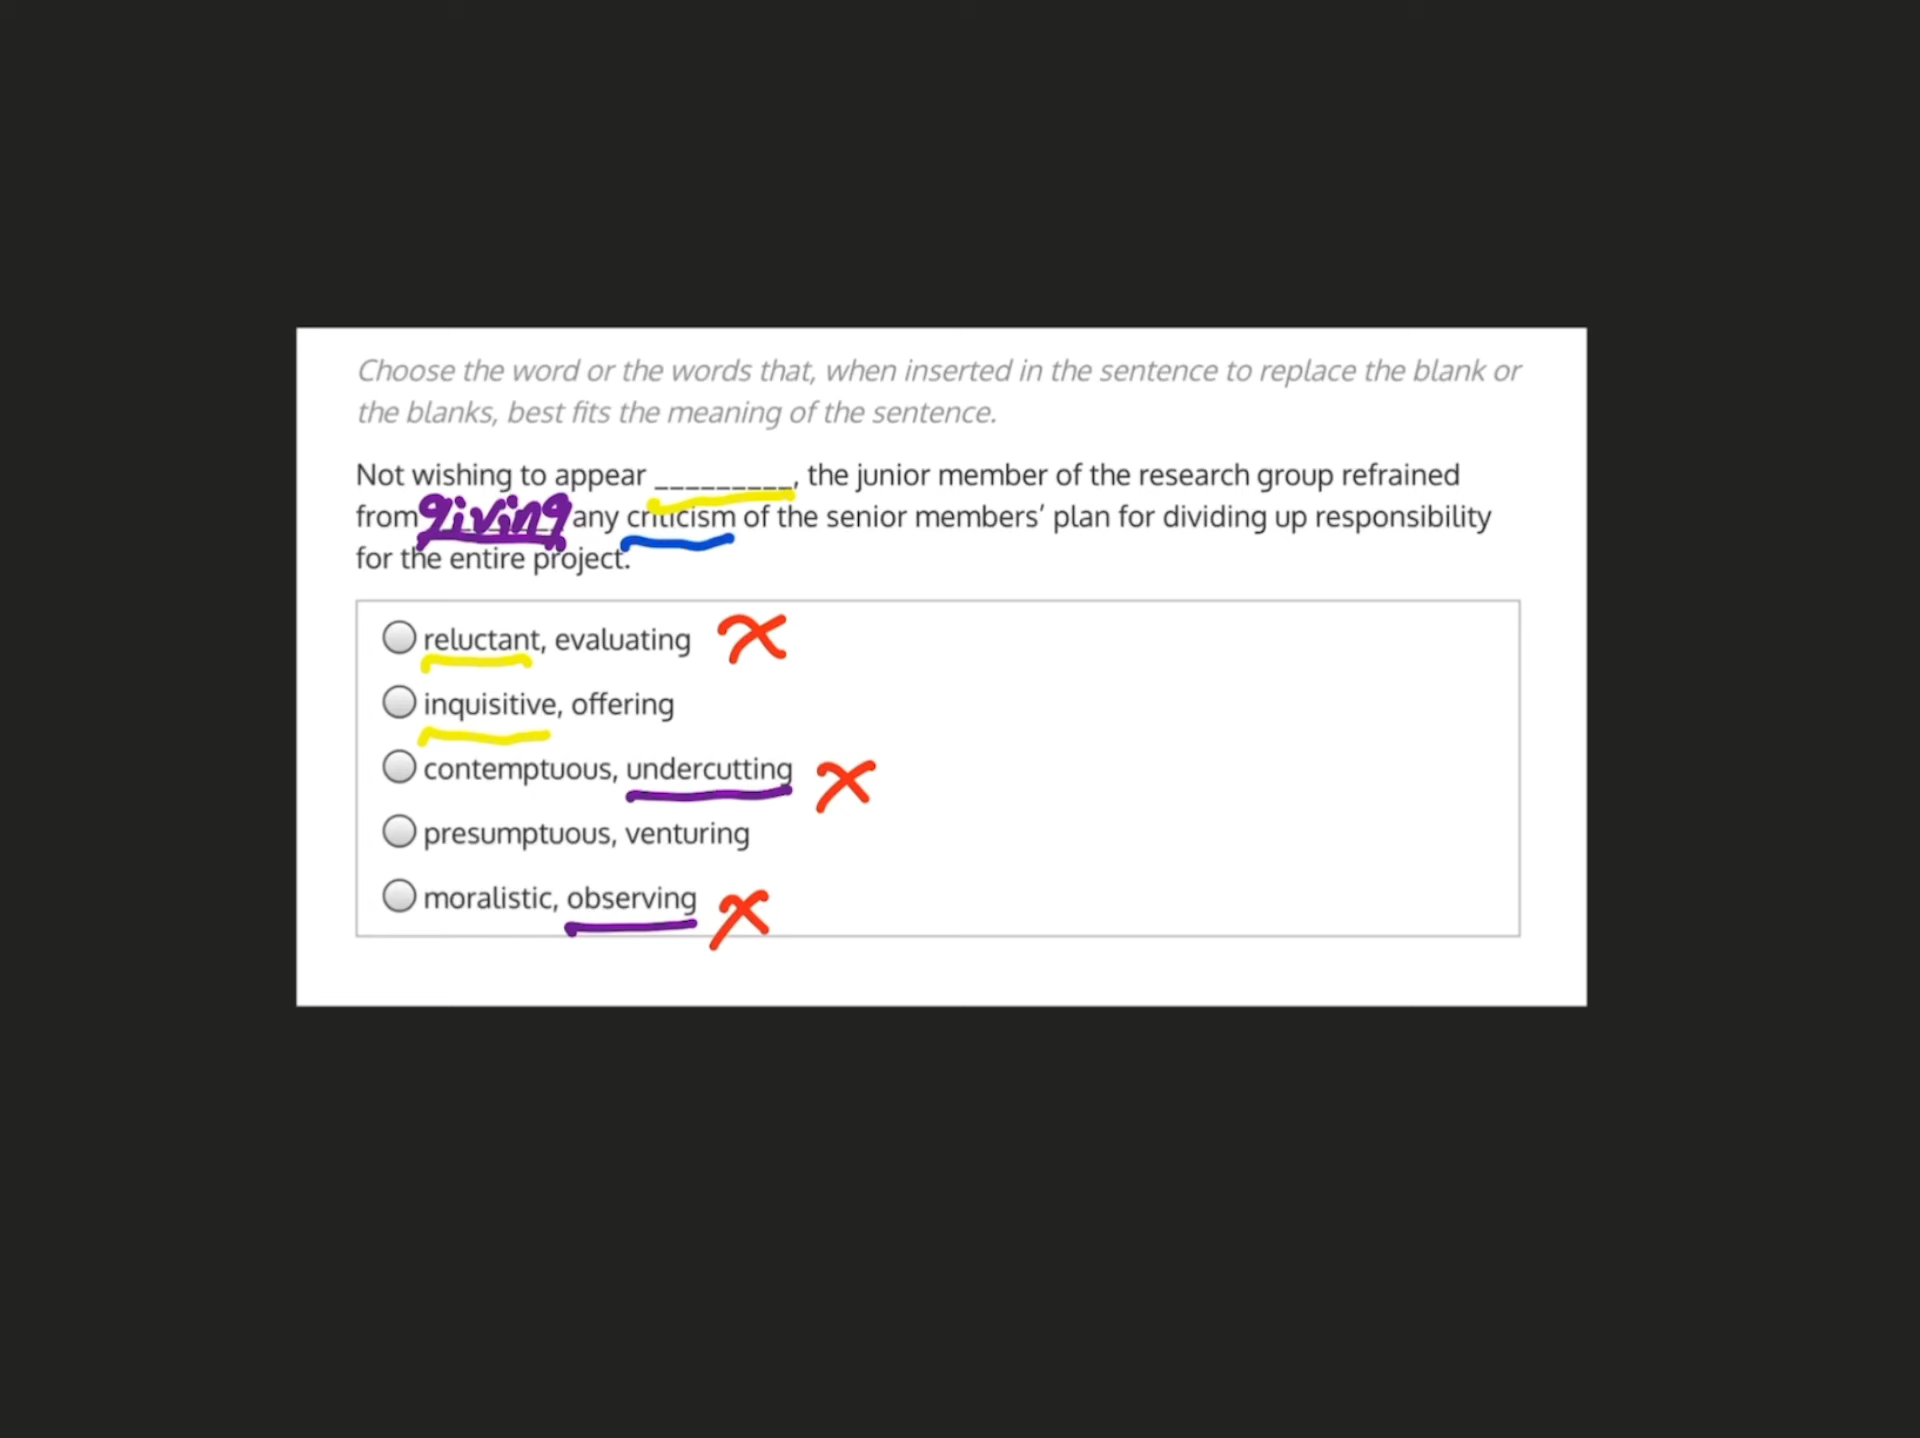 Choose the word or the words that, when inserted in the sentence to replace the blank or
the blanks, best fits the meaning of the sentence.
Not wishing to appear _________, the junior member of the research group refrained
from giving any criticism of the senior members’ plan for dividing up responsibility
for the entire project.
reluctant, evaluating
inquisitive, offering
contemptuous, undercutting
presumptuous, venturing
moralistic, observing